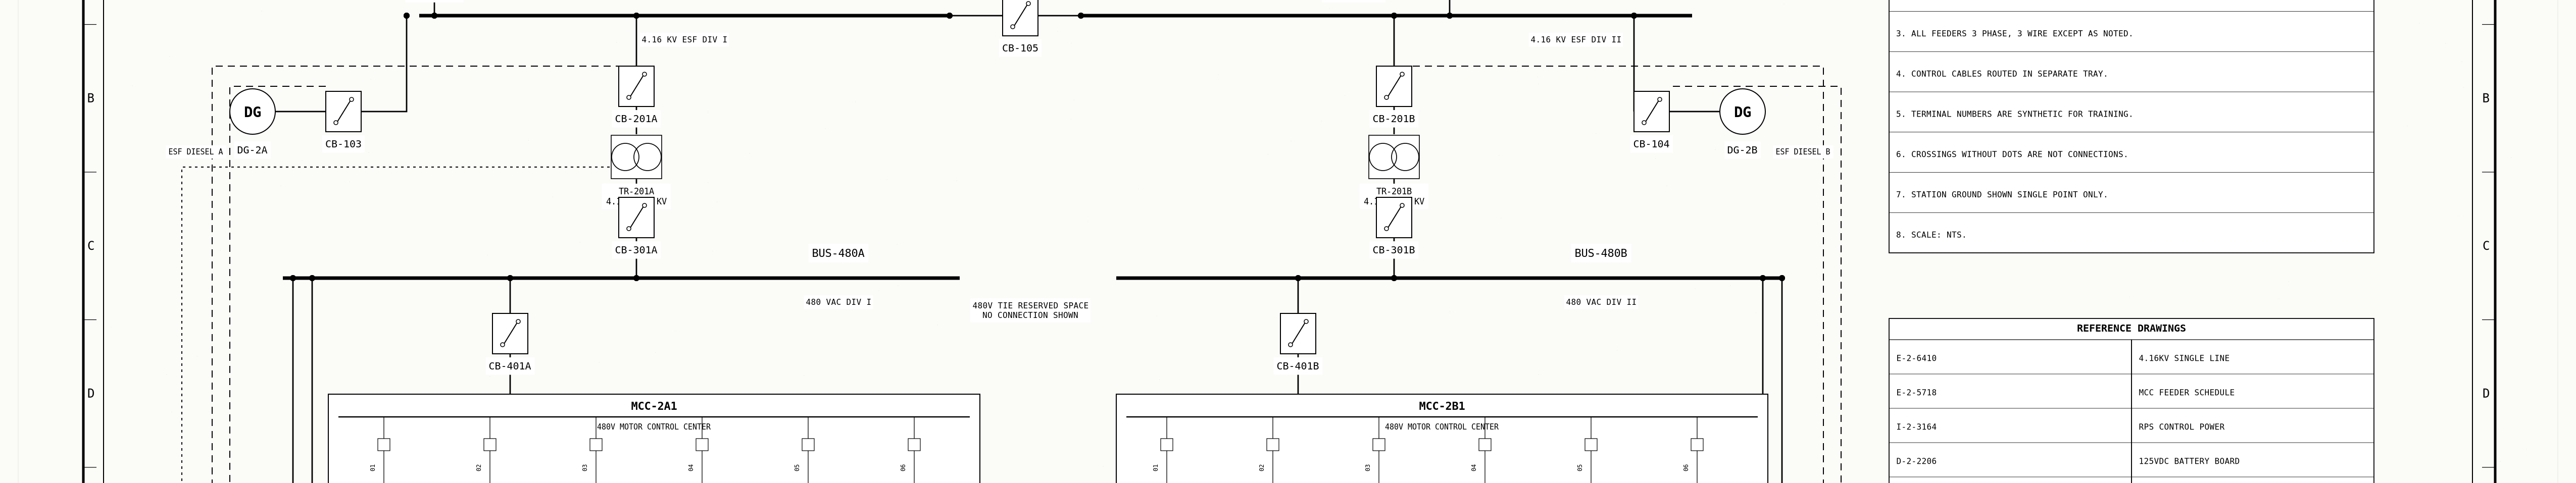 4.16 KV ESF DIV I
CB-105
4.16 KV ESF DIV II
3. ALL FEEDERS 3 PHASE, 3 WIRE EXCEPT AS NOTED.
4. CONTROL CABLES ROUTED IN SEPARATE TRAY.
5. TERMINAL NUMBERS ARE SYNTHETIC FOR TRAINING.
6. CROSSINGS WITHOUT DOTS ARE NOT CONNECTIONS.
7. STATION GROUND SHOWN SINGLE POINT ONLY.
8. SCALE: NTS.
B
B
DG
CB-201A
CB-201B
DG
ESF DIESEL A
DG-2A
CB-103
CB-104
DG-2B
ESF DIESEL B
TR-201A
KV
TR-201B
KV
C
CB-301A
BUS-480A
CB-301B
BUS-480B
C
480 VAC DIV I
480V TIE RESERVED SPACE
NO CONNECTION SHOWN
480 VAC DIV II
CB-401A
CB-401B
REFERENCE DRAWINGS
E-2-6410 4.16KV SINGLE LINE
E-2-5718 MCC FEEDER SCHEDULE
I-2-3164 RPS CONTROL POWER
D-2-2206 125VDC BATTERY BOARD
D
D
MCC-2A1
480V MOTOR CONTROL CENTER
01 02 03 04 05 06
MCC-2B1
480V MOTOR CONTROL CENTER
01 02 03 04 05 06